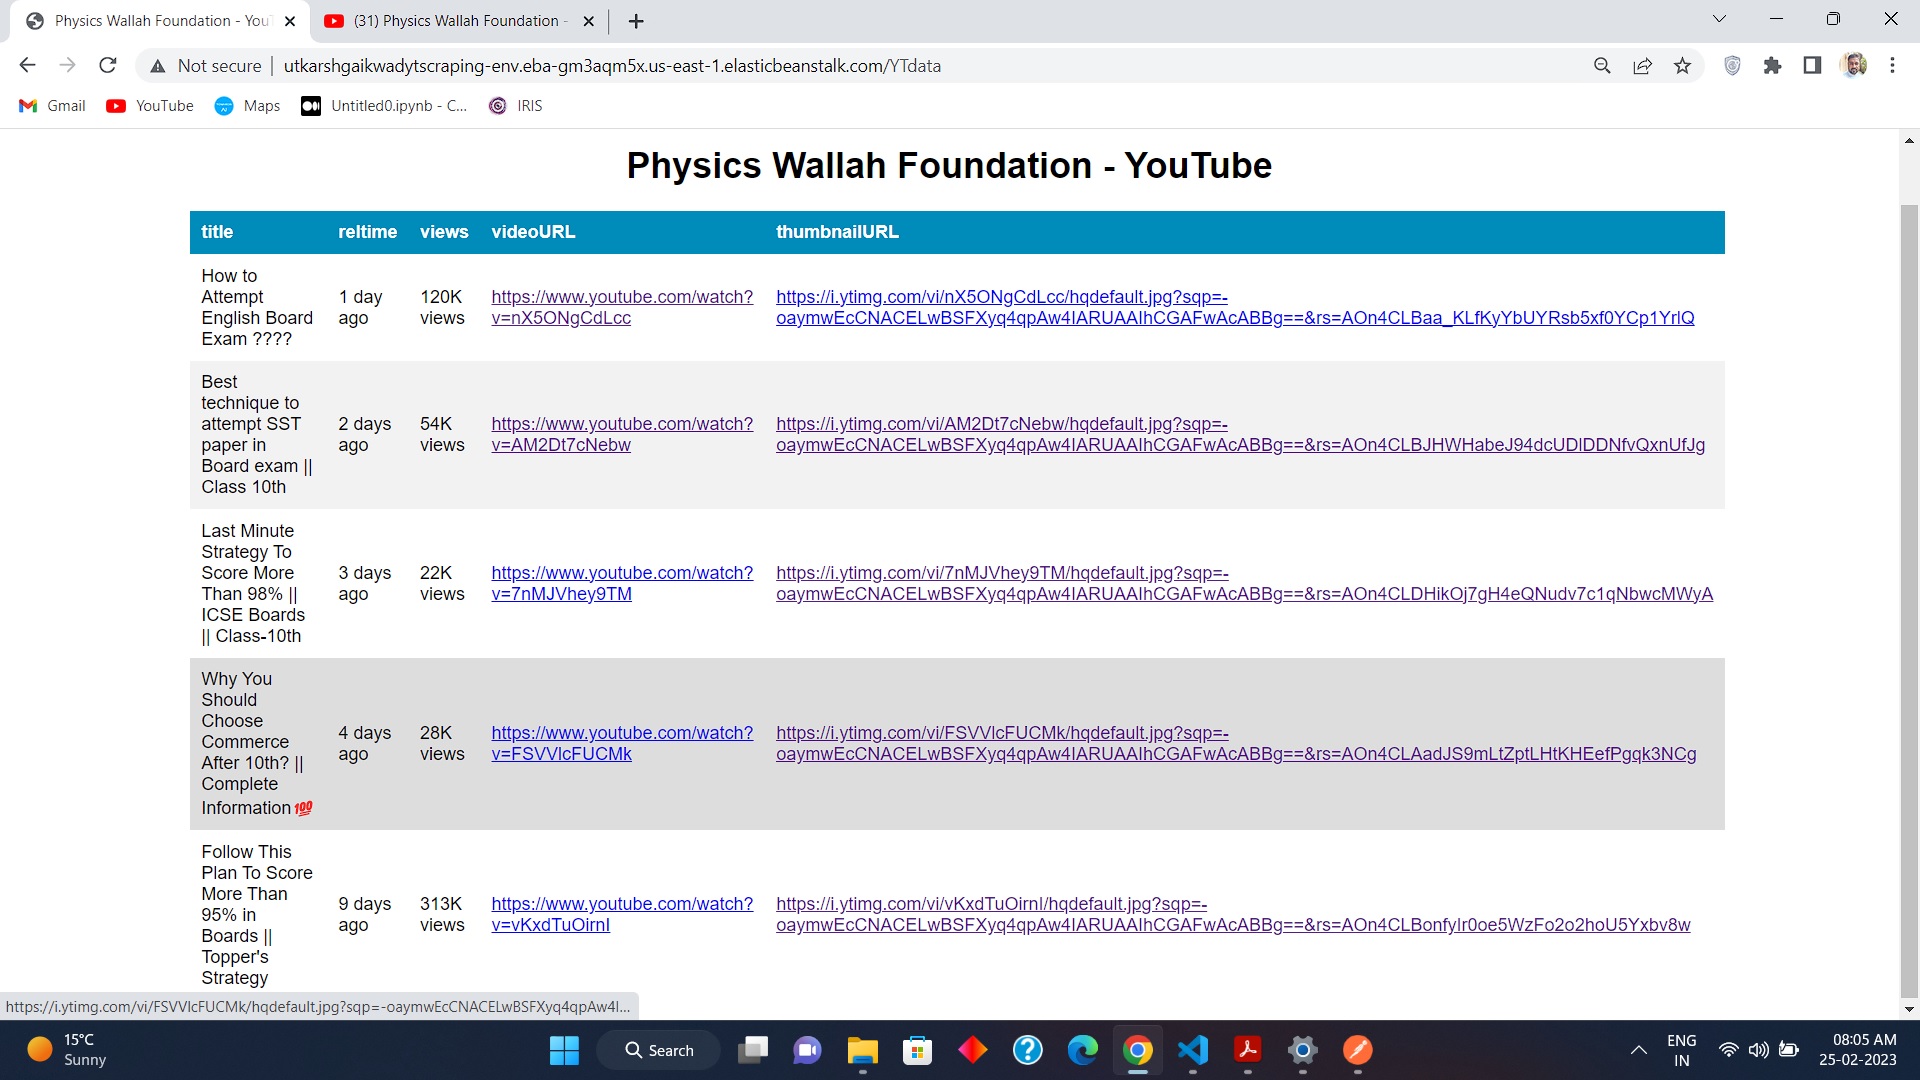 Physics Wallah Foundation - YouT
(31) Physics Wallah Foundation -
Not secure
utkarshgaikwadytscraping-env.eba-gm3aqm5x.us-east-1.elasticbeanstalk.com/YTdata
Gmail
YouTube
Maps
Untitled0.ipynb - C...
IRIS
Physics Wallah Foundation - YouTube
title
reltime
views
videoURL
thumbnailURL
How to
Attempt
English Board
Exam ????
1 day
ago
120K
views
https://www.youtube.com/watch?
v=nX5ONgCdLcc
https://i.ytimg.com/vi/nX5ONgCdLcc/hqdefault.jpg?sqp=-
oaymwEcCNACELwBSFXyq4qpAw4IARUAAIhCGAFwAcABBg==&rs=AOn4CLBaa_KLfKyYbUYRsb5xf0YCp1YrlQ
Best
technique to
attempt SST
paper in
Board exam ||
Class 10th
2 days
ago
54K
views
https://www.youtube.com/watch?
v=AM2Dt7cNebw
https://i.ytimg.com/vi/AM2Dt7cNebw/hqdefault.jpg?sqp=-
oaymwEcCNACELwBSFXyq4qpAw4IARUAAIhCGAFwAcABBg==&rs=AOn4CLBJHWHabeJ94dcUDlDDNfvQxnUfJg
Last Minute
Strategy To
Score More
Than 98% ||
ICSE Boards
|| Class-10th
3 days
ago
22K
views
https://www.youtube.com/watch?
v=7nMJVhey9TM
https://i.ytimg.com/vi/7nMJVhey9TM/hqdefault.jpg?sqp=-
oaymwEcCNACELwBSFXyq4qpAw4IARUAAIhCGAFwAcABBg==&rs=AOn4CLDHikOj7gH4eQNudv7c1qNbwcMWyA
Why You
Should
Choose
Commerce
After 10th? ||
Complete
Information💯
4 days
ago
28K
views
https://www.youtube.com/watch?
v=FSVVlcFUCMk
https://i.ytimg.com/vi/FSVVlcFUCMk/hqdefault.jpg?sqp=-
oaymwEcCNACELwBSFXyq4qpAw4IARUAAIhCGAFwAcABBg==&rs=AOn4CLAadJS9mLtZptLHtKHEefPgqk3NCg
Follow This
Plan To Score
More Than
95% in
Boards ||
Topper's
Strategy
9 days
ago
313K
views
https://www.youtube.com/watch?
v=vKxdTuOirnI
https://i.ytimg.com/vi/vKxdTuOirnI/hqdefault.jpg?sqp=-
oaymwEcCNACELwBSFXyq4qpAw4IARUAAIhCGAFwAcABBg==&rs=AOn4CLBonfyIr0oe5WzFo2o2hoU5Yxbv8w
https://i.ytimg.com/vi/FSVVlcFUCMk/hqdefault.jpg?sqp=-oaymwEcCNACELwBSFXyq4qpAw4I...
15°C
Sunny
Search
ENG
IN
08:05 AM
25-02-2023